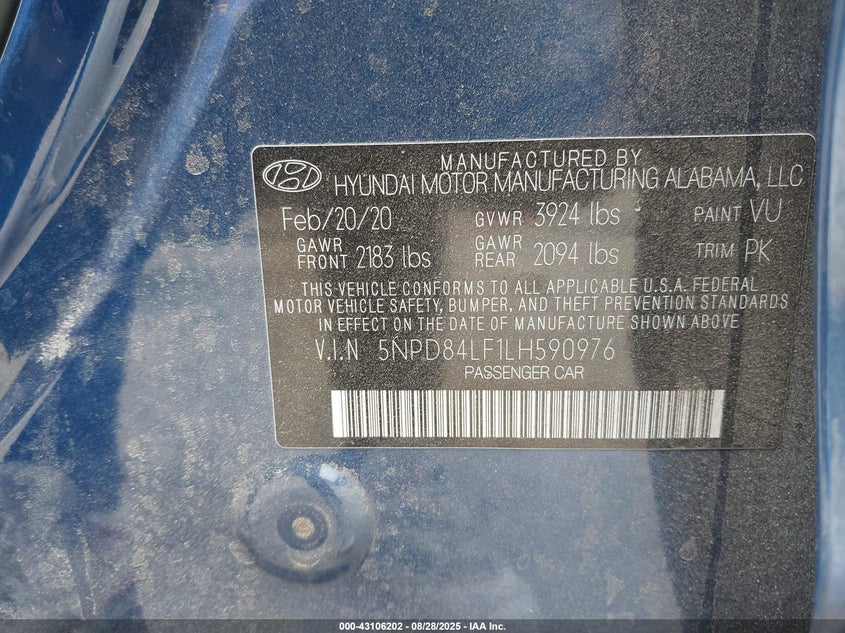 MANUFACTURED BY
HYUNDAI MOTOR MANUFACTURING ALABAMA, LLC
Feb/20/20 GVWR 3924 lbs PAINT VU
GAWR FRONT 2183 lbs GAWR REAR 2094 lbs TRIM PK
THIS VEHICLE CONFORMS TO ALL APPLICABLE U.S.A. FEDERAL
MOTOR VEHICLE SAFETY, BUMPER, AND THEFT PREVENTION STANDARDS
IN EFFECT ON THE DATE OF MANUFACTURE SHOWN ABOVE
V.I.N 5NPD84LF1LH590976
PASSENGER CAR
000-43106202 - 08/28/2025 - IAA Inc.